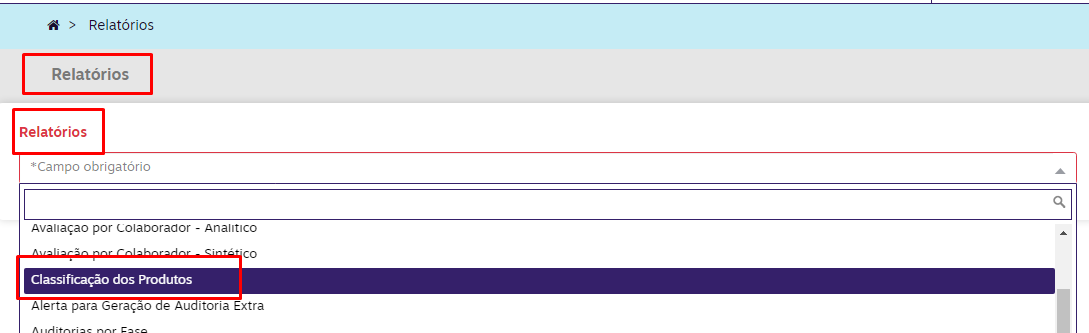 > Relatórios
Relatórios
Relatórios
*Campo obrigatório
Avaliação por Colaborador - Analítico
Avaliação por Colaborador - Sintético
Classificação dos Produtos
Alerta para Geração de Auditoria Extra
Auditorias por Fase